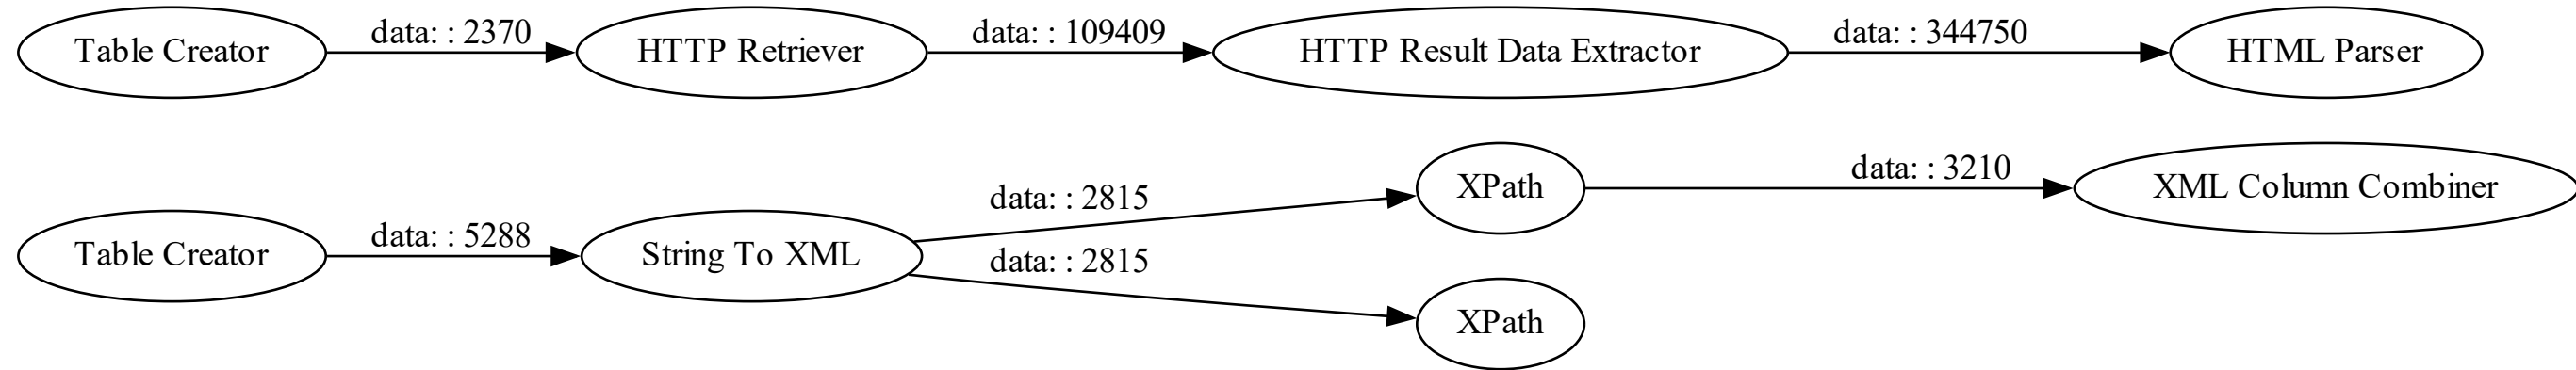 Table Creator
data: : 2370
HTTP Retriever
data: : 109409
HTTP Result Data Extractor
data: : 344750
HTML Parser
Table Creator
data: : 5288
String To XML
data: : 2815
XPath
data: : 3210
XML Column Combiner
data: : 2815
XPath